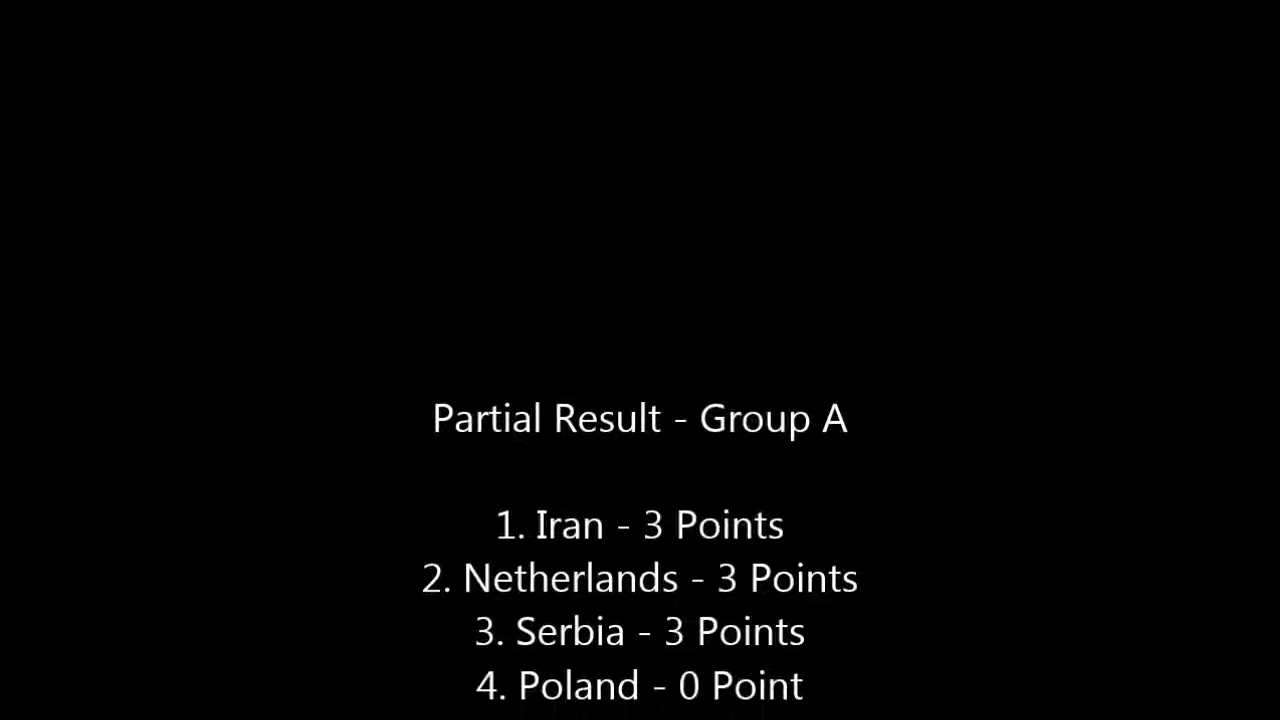 Partial Result - Group A
1. Iran - 3 Points
2. Netherlands - 3 Points
3. Serbia - 3 Points
4. Poland - 0 Point